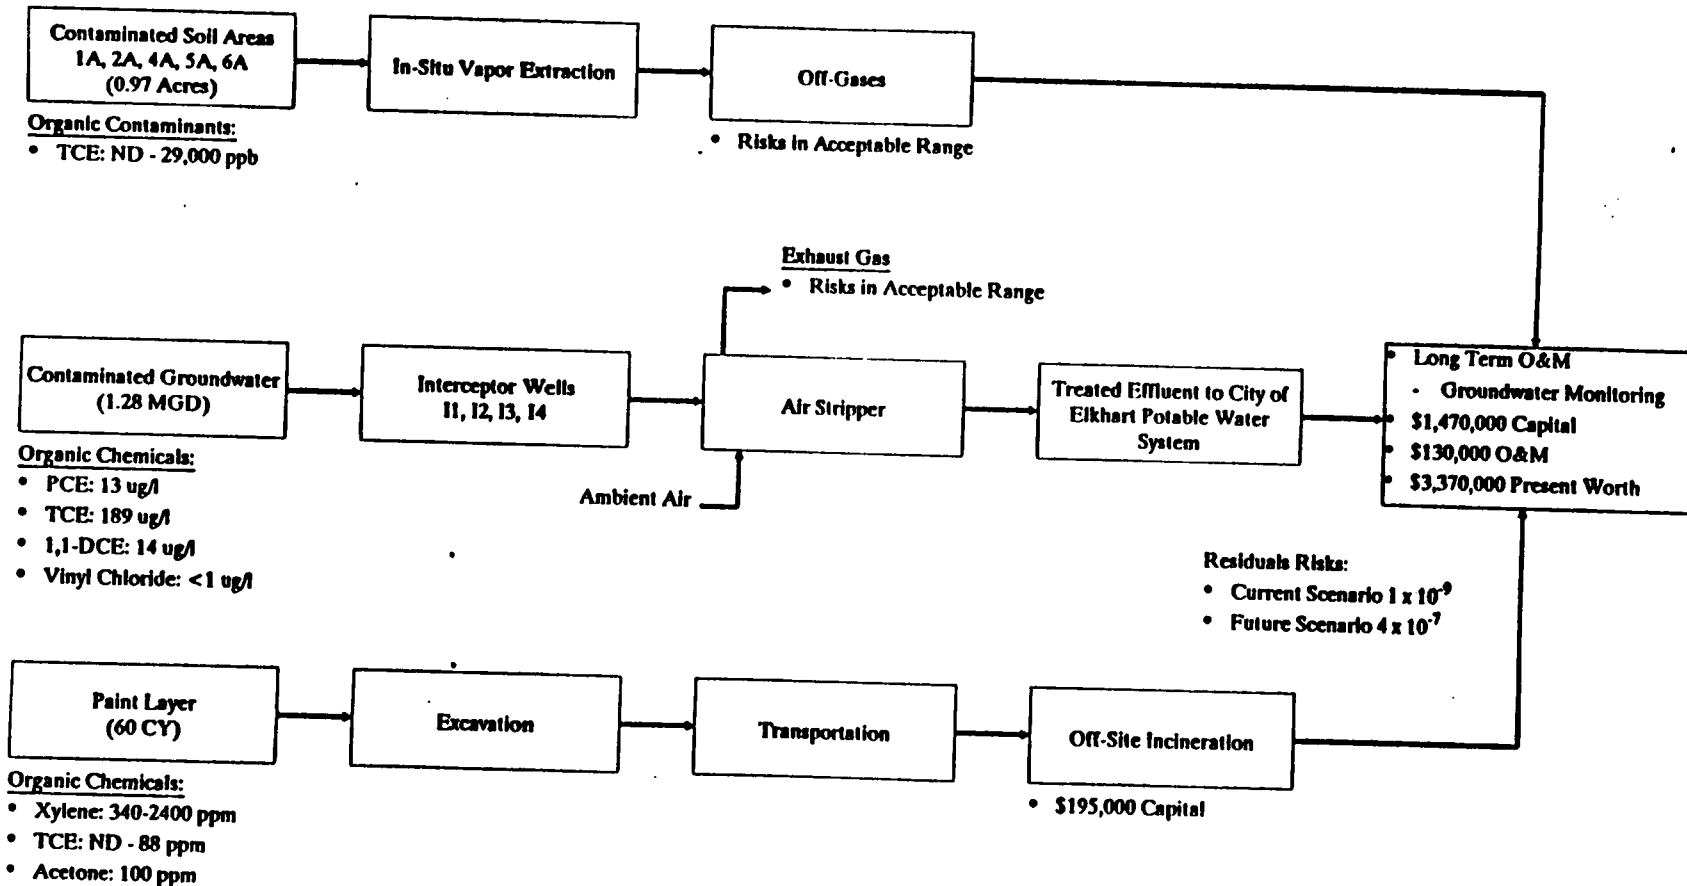 Contaminated Soil Areas
1A, 2A, 4A, 5A, 6A
(0.97 Acres)
In-Situ Vapor Extraction
Off-Gases
Organic Contaminants:
• TCE: ND - 29,000 ppb
• Risks in Acceptable Range
Exhaust Gas
• Risks in Acceptable Range
Contaminated Groundwater
(1.28 MGD)
Interceptor Wells
I1, I2, I3, I4
Air Stripper
Treated Effluent to City of
Elkhart Potable Water
System
• Long Term O&M
- Groundwater Monitoring
• $1,470,000 Capital
• $130,000 O&M
• $3,370,000 Present Worth
Organic Chemicals:
• PCE: 13 ug/l
• TCE: 189 ug/l
• 1,1-DCE: 14 ug/l
• Vinyl Chloride: <1 ug/l
Ambient Air
Residuals Risks:
• Current Scenario 1 x 10⁻⁹
• Future Scenario 4 x 10⁻⁷
Paint Layer
(60 CY)
Excavation
Transportation
Off-Site Incineration
Organic Chemicals:
• Xylene: 340-2400 ppm
• TCE: ND - 88 ppm
• Acetone: 100 ppm
• $195,000 Capital